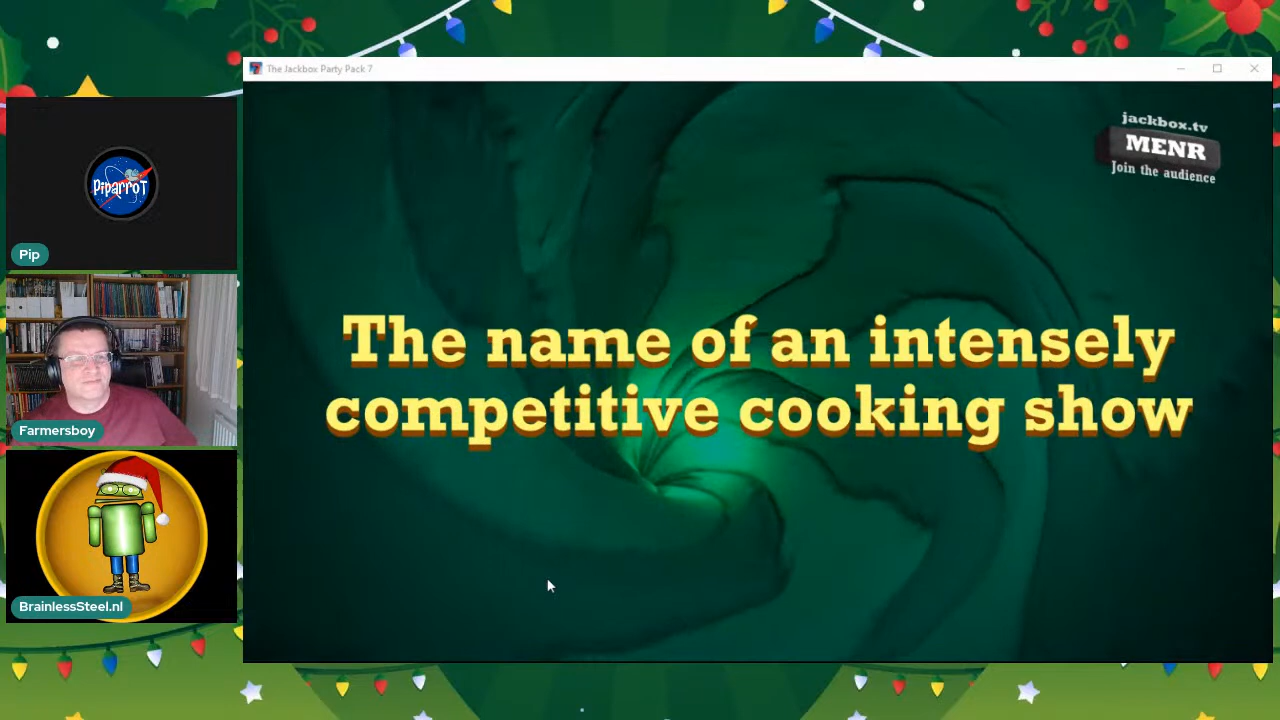 The Jackbox Party Pack 7
jackbox.tv
MENR
Join the audience
PiparroT
Pip
The name of an intensely
competitive cooking show
Farmersboy
BrainlessSteel.nl